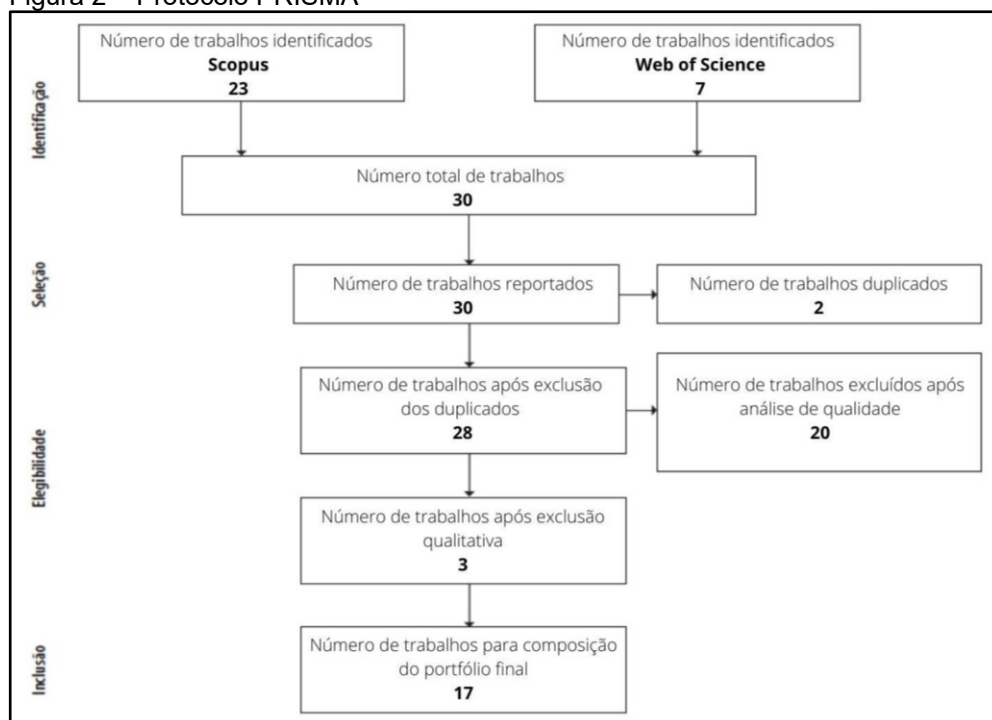 Figura 2 – Protocolo PRISMA
Identificação
Número de trabalhos identificados
Scopus
23
Número de trabalhos identificados
Web of Science
7
Número total de trabalhos
30
Seleção
Número de trabalhos reportados
30
Número de trabalhos duplicados
2
Elegibilidade
Número de trabalhos após exclusão
dos duplicados
28
Número de trabalhos excluídos após
análise de qualidade
20
Número de trabalhos após exclusão
qualitativa
3
Inclusão
Número de trabalhos para composição
do portfólio final
17